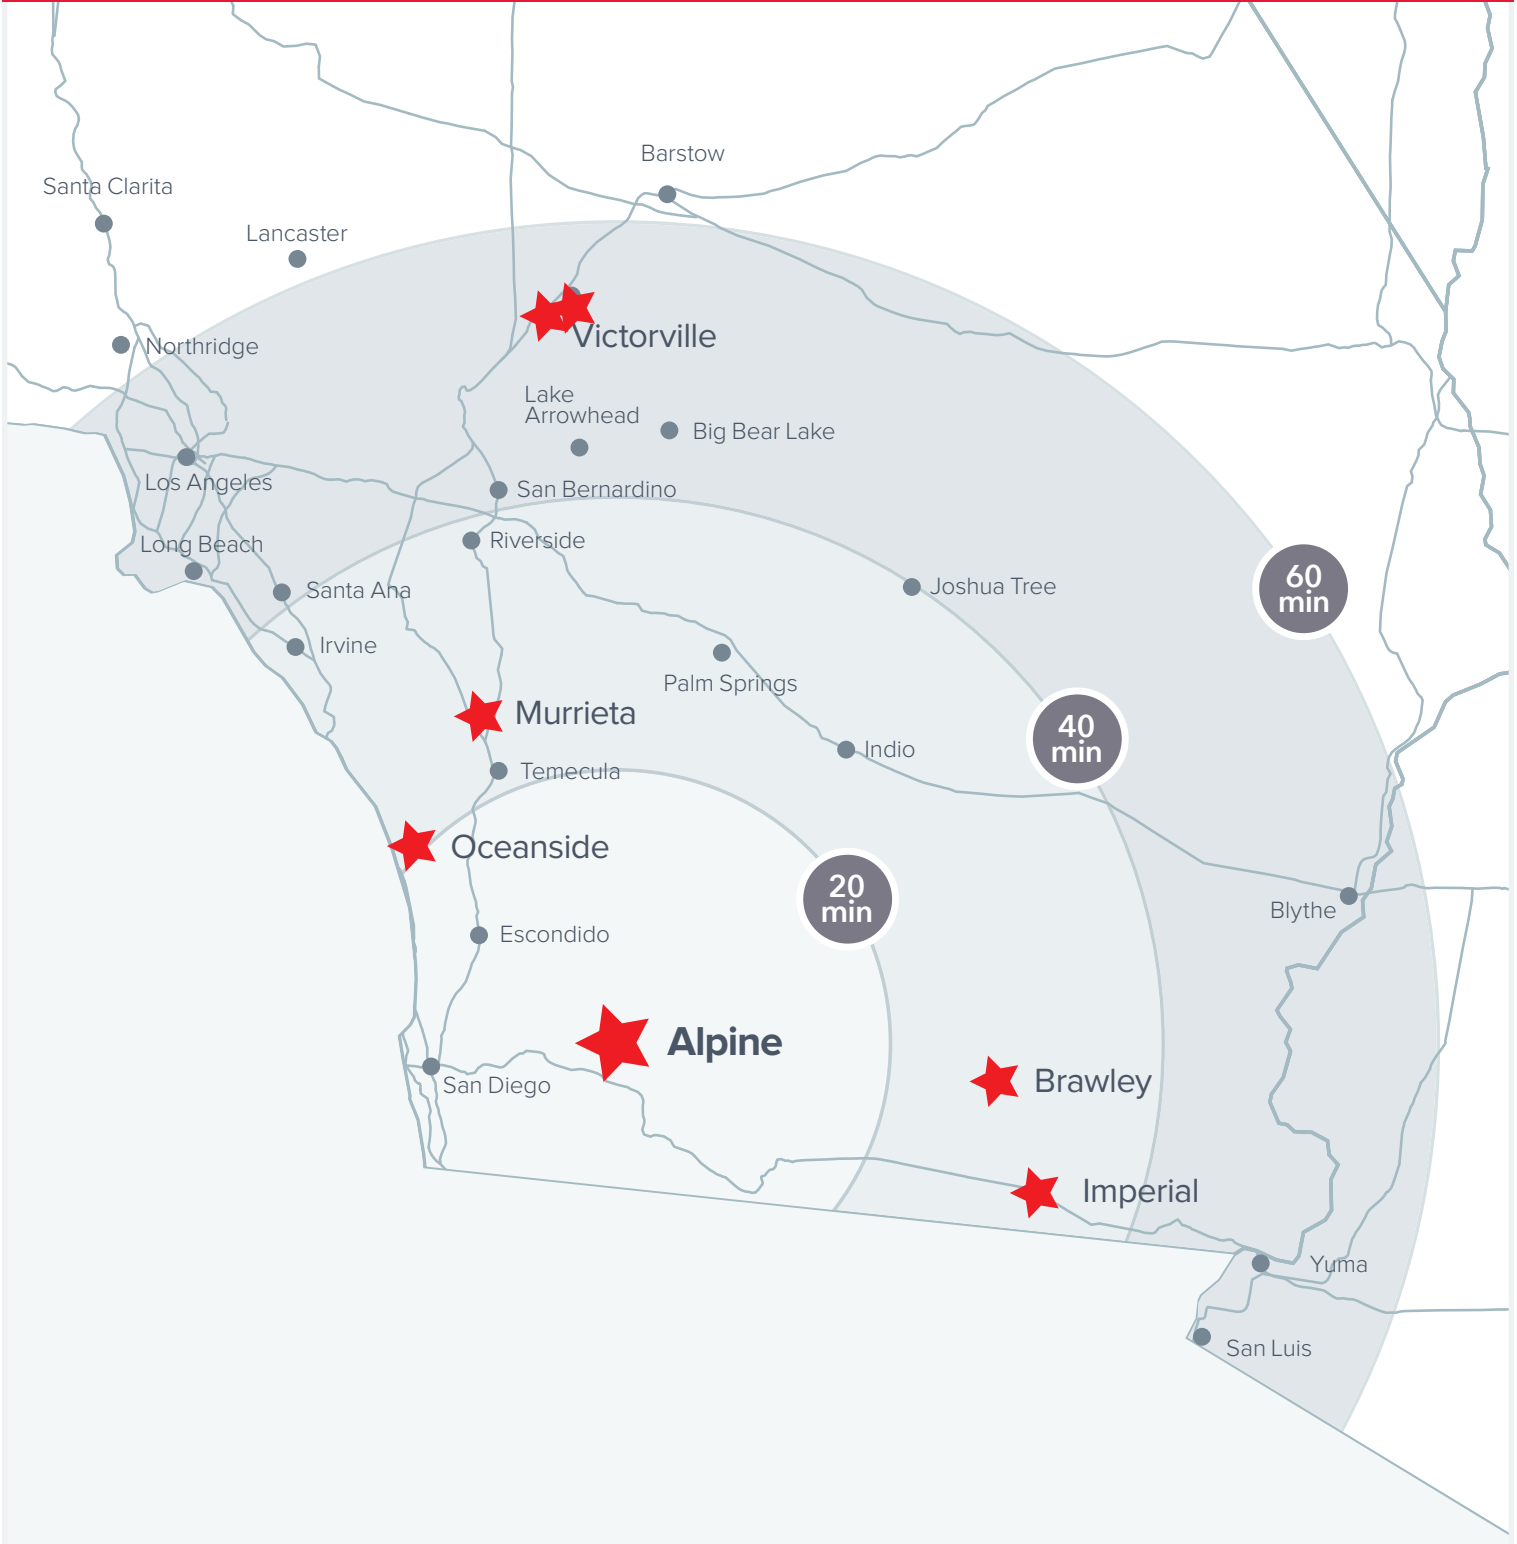 Barstow
Santa Clarita
Lancaster
Victorville
Northridge
Lake
Arrowhead
Big Bear Lake
Los Angeles
San Bernardino
Long Beach
Riverside
Santa Ana
Joshua Tree
60
min
Irvine
Palm Springs
Murrieta
40
min
Indio
Temecula
Oceanside
20
min
Blythe
Escondido
Alpine
San Diego
Brawley
Imperial
Yuma
San Luis